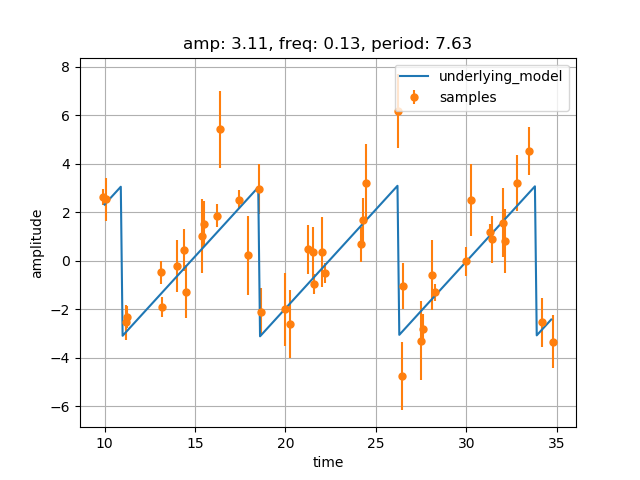 amp: 3.11, freq: 0.13, period: 7.63
underlying_model
samples
8
6
4
2
0
−2
−4
−6
amplitude
10
15
20
25
30
35
time